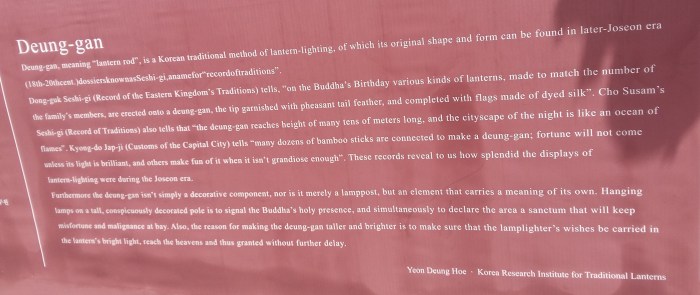 Deung-gan
Deung-gan, meaning "lantern rod", is a Korean traditional method of lantern-lighting, of which its original shape and form can be found in later-Joseon era
(18th-20thcent.)dossiersknownasSeshi-gi,anamefor"recordoftraditions".
Dong-guk Seshi-gi (Record of the Eastern Kingdom's Traditions) tells, "on the Buddha's Birthday various kinds of lanterns, made to match the number of
the family's members, are erected onto a deung-gan, the tip garnished with pheasant tail feather, and completed with flags made of dyed silk". Cho Susam's
Seshi-gi (Record of Traditions) also tells that "the deung-gan reaches height of many tens of meters long, and the cityscape of the night is like an ocean of
flames". Kyong-do Jap-ji (Customs of the Capital City) tells "many dozens of bamboo sticks are connected to make a deung-gan; fortune will not come
unless its light is brilliant, and others make fun of it when it isn't grandiose enough". These records reveal to us how splendid the displays of
lantern-lighting were during the Joseon era.
Furthermore the deung-gan isn't simply a decorative component, nor is it merely a lamppost, but an element that carries a meaning of its own. Hanging
lamps on a tall, conspicuously decorated pole is to signal the Buddha's holy presence, and simultaneously to declare the area a sanctum that will keep
misfortune and malignance at bay. Also, the reason for making the deung-gan taller and brighter is to make sure that the lamplighter's wishes be carried in
the lantern's bright light, reach the heavens and thus granted without further delay.
Yeon Deung Hoe · Korea Research Institute for Traditional Lanterns